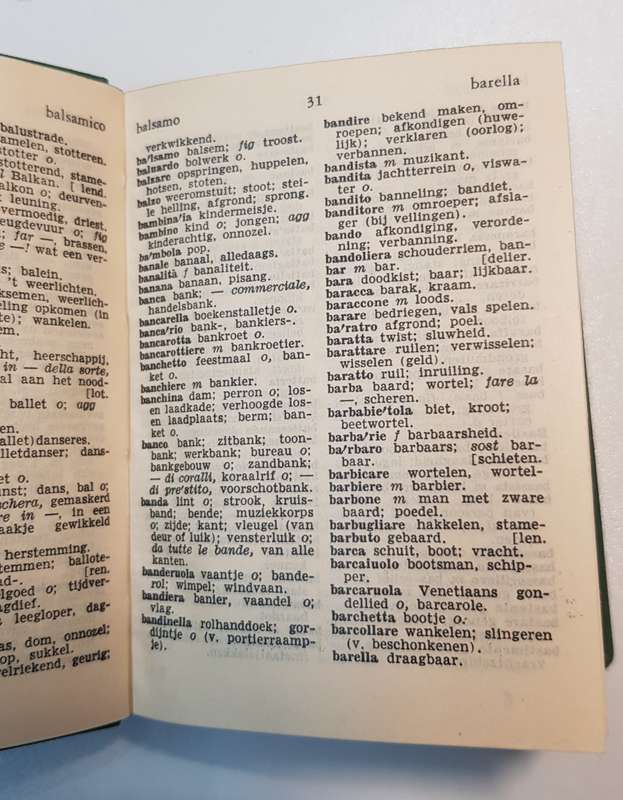 balsamico
balustrade.
amelen, stotteren.
stotter o.
stotterend, stame-
l Balkan. [ lend.
alkon o; deurven-
t leuning.
vermoedig, driest.
eugdevuur o; fig
; far —, brassen,
—! wat een ver-
s; balein.
't weerlichten.
ksemen, weerlich-
eling opkomen (in
te); wankelen.
em.
ht, heerschappij,
in — della sorte,
al aan het nood-
[lot.
ballet o; agg
allet)danseres.
lletdanser; dans-
et o.
nst; dans, bal o;
schera, gemaskerd
re in —, in een
aakje gewikkeld
herstemming.
temmen; ballote-
ad-. [ren.
elgoed o; tijdver-
agdief.
, leegloper, dag-
as, dom, onnozel;
op, sukkel.
velriekend, geurig;
balsamo
31
barella
verkwikkend.
ba'lsamo balsem; fig troost.
baluardo bolwerk o.
balzare opspringen, huppelen,
hotsen, stoten.
balzo weeromstuit; stoot; stei-
le helling, afgrond; sprong.
bambina'ia kindermeisje.
bambino kind o; jongen; agg
kinderachtig, onnozel.
ba'mbola pop.
banale banaal, alledaags.
banalità f banaliteit.
banana banaan, pisang.
banca bank; — commerciale,
handelsbank.
bancarella boekenstalletje o.
banca'rio bank-, bankiers-.
bancarotta bankroet o.
bancarottiere m bankroetier.
banchetto feestmaal o, ban-
ket o.
banchiere m bankier.
banchina dam; perron o; los-
en laadkade; verhoogde los-
en laadplaats; berm; ban-
ket o.
banco bank; zitbank; toon-
bank; werkbank; bureau o;
bankgebouw o; zandbank;
— di coralli, koraalrif o; —
di pre'stito, voorschotbank.
banda lint o; strook, kruis-
band; bende; muziekkorps
o; zijde; kant; vleugel (van
deur of luik); vensterluik o;
da tutte le bande, van alle
kanten.
banderuola vaantje o; bande-
rol; wimpel; windvaan.
bandiera banier, vaandel o;
vlag.
bandinella rolhanddoek; gor-
dijntje o (v. portierraamp-
je).
bandire bekend maken, om-
roepen; afkondigen (huwe-
lijk); verklaren (oorlog);
verbannen.
bandista m muzikant.
bandita jachtterrein o, viswa-
ter o.
bandito banneling; bandiet.
banditore m omroeper; afsla-
ger (bij veilingen).
bando afkondiging, verorde-
ning; verbanning.
bandoliera schouderriem, ban-
bar m bar. [delier.
bara doodkist; baar; lijkbaar.
baracca barak, kraam.
baraccone m loods.
barare bedriegen, vals spelen.
ba'ratro afgrond; poel.
baratta twist; sluwheid.
barattare ruilen; verwisselen;
wisselen (geld).
baratto ruil; inruiling.
barba baard; wortel; fare la
—, scheren.
barbabie'tola biet, kroot;
beetwortel.
barba'rie f barbaarsheid.
ba'rbaro barbaars; sost bar-
baar. [schieten.
barbicare wortelen, wortel-
barbiere m barbier.
barbone m man met zware
baard; poedel.
barbugliare hakkelen, stame-
barbuto gebaard. [len.
barca schuit, boot; vracht.
barcaiuolo bootsman, schip-
per.
barcaruola Venetiaans gon-
dellied o, barcarole.
barchetta bootje o.
barcollare wankelen; slingeren
(v. beschonkenen).
barella draagbaar.